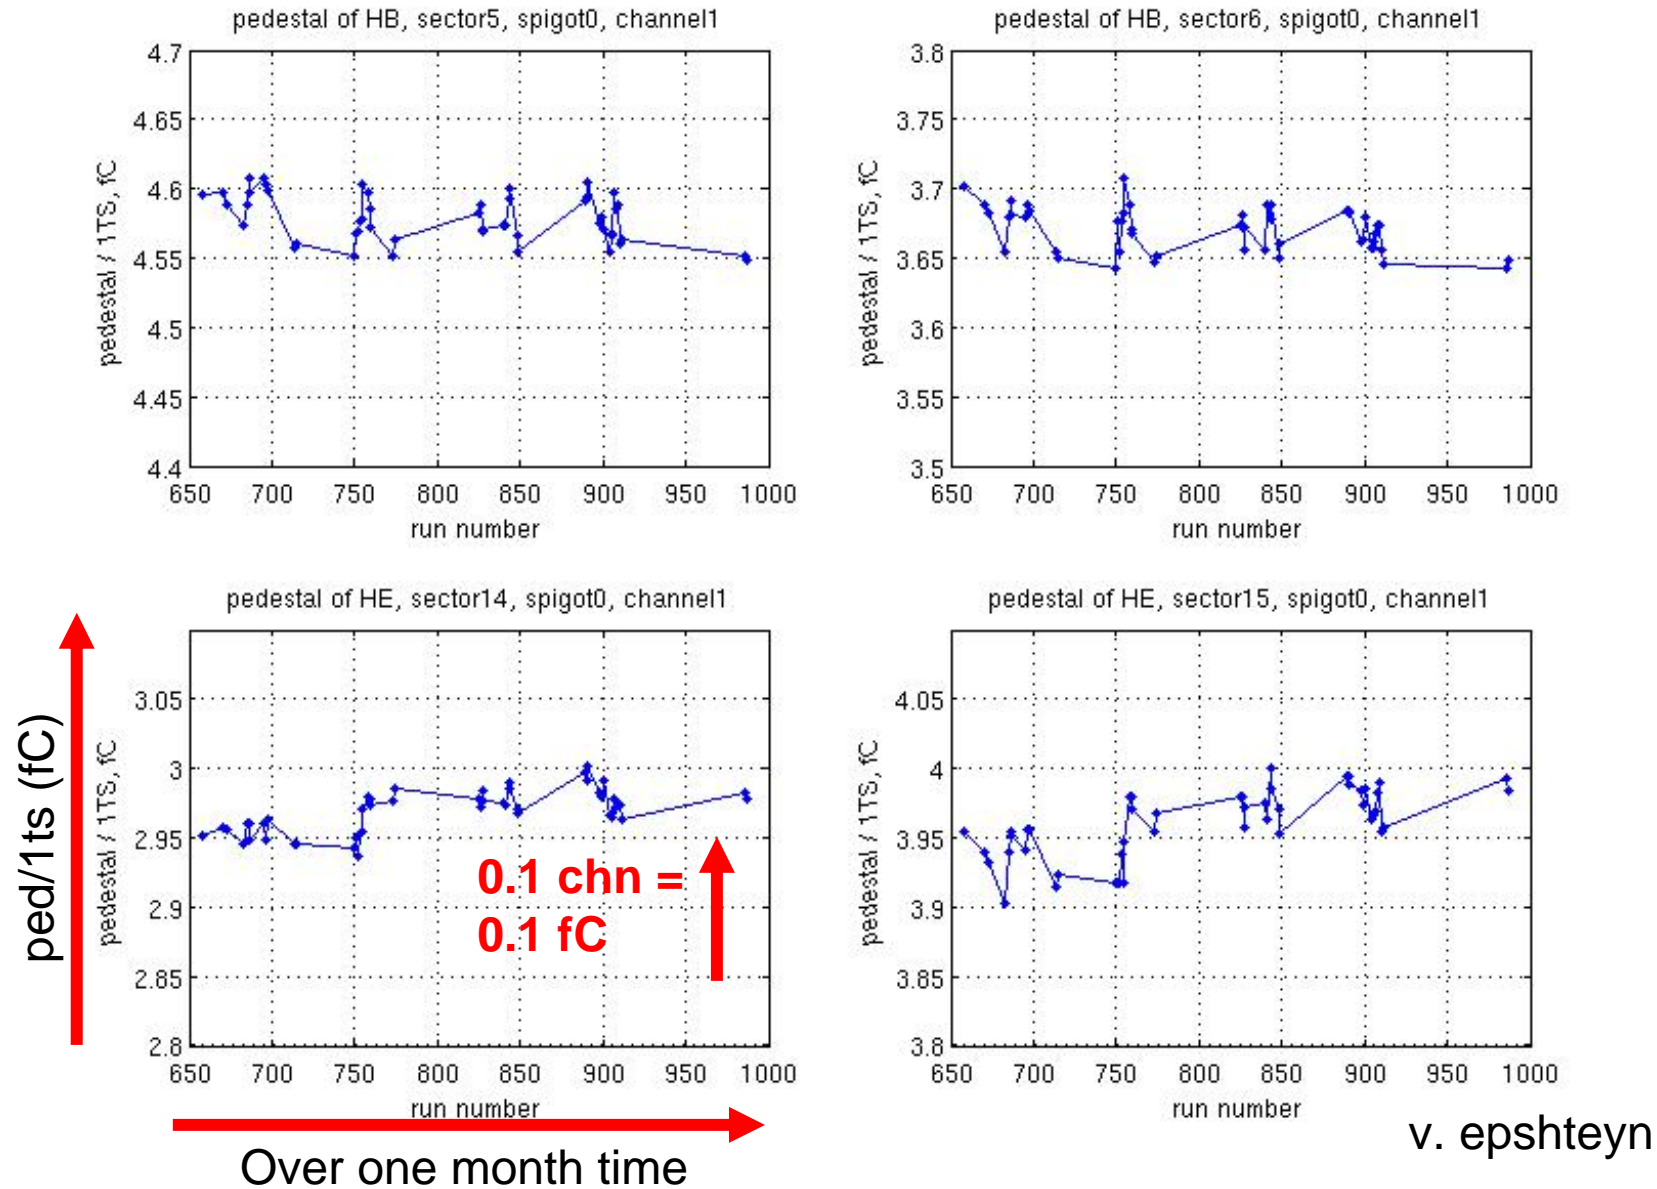 pedestal of HB, sector5, spigot0, channel1
4.7
4.65
4.6
4.55
4.5
4.45
4.4
pedestal / 1TS, fC
650 700 750 800 850 900 950 1000
run number
pedestal of HB, sector6, spigot0, channel1
3.8
3.75
3.7
3.65
3.6
3.55
3.5
pedestal / 1TS, fC
650 700 750 800 850 900 950 1000
run number
pedestal of HE, sector14, spigot0, channel1
3.05
3
2.95
2.9
2.85
2.8
pedestal / 1TS, fC
ped/1ts (fC)
0.1 chn =
0.1 fC
650 700 750 800 850 900 950 1000
run number
Over one month time
pedestal of HE, sector15, spigot0, channel1
4.05
4
3.95
3.9
3.85
3.8
pedestal / 1TS, fC
650 700 750 800 850 900 950 1000
run number
v. epshteyn